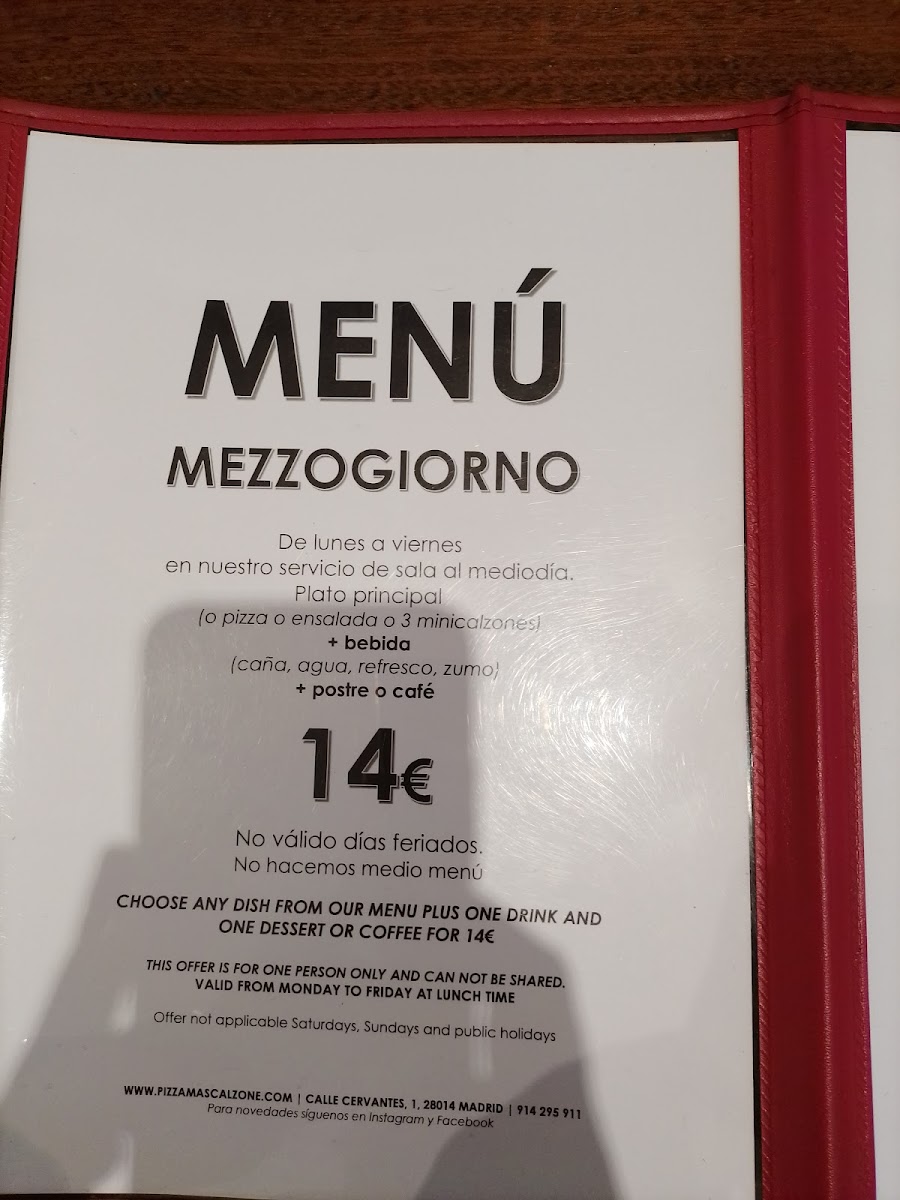 MENÚ
MEZZOGIORNO
De lunes a viernes
en nuestro servicio de sala al mediodía.
Plato principal
(o pizza o ensalada o 3 minicalzones)
+ bebida
(caña, agua, refresco, zumo)
+ postre o café
14€
No válido días feriados.
No hacemos medio menú
CHOOSE ANY DISH FROM OUR MENU PLUS ONE DRINK AND
ONE DESSERT OR COFFEE FOR 14€
THIS OFFER IS FOR ONE PERSON ONLY AND CAN NOT BE SHARED.
VALID FROM MONDAY TO FRIDAY AT LUNCH TIME
Offer not applicable Saturdays, Sundays and public holidays
WWW.PIZZAMASCALZONE.COM | CALLE CERVANTES, 1, 28014 MADRID | 914 295 911
Para novedades síguenos en Instagram y Facebook